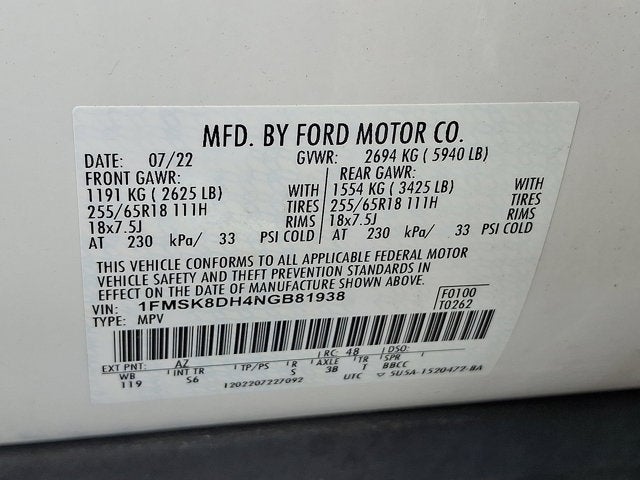 MFD. BY FORD MOTOR CO.
DATE: 07/22 GVWR: 2694 KG ( 5940 LB)
FRONT GAWR: REAR GAWR:
1191 KG ( 2625 LB) WITH 1554 KG ( 3425 LB) WITH
255/65R18 111H TIRES 255/65R18 111H TIRES
18x7.5J RIMS 18x7.5J RIMS
AT 230 kPa/ 33 PSI COLD AT 230 kPa/ 33 PSI COLD
THIS VEHICLE CONFORMS TO ALL APPLICABLE FEDERAL MOTOR
VEHICLE SAFETY AND THEFT PREVENTION STANDARDS IN
EFFECT ON THE DATE OF MANUFACTURE SHOWN ABOVE.
VIN: 1FMSK8DH4NGB81938 F0100
TYPE: MPV T0262
EXT PNT: AZ RC: 48 DSO:
WB INT TR TP/PS R AXLE TR SPR
119 S6 S 3B T BBCC
1202207227092 UTC 5U5A-1520472-BA